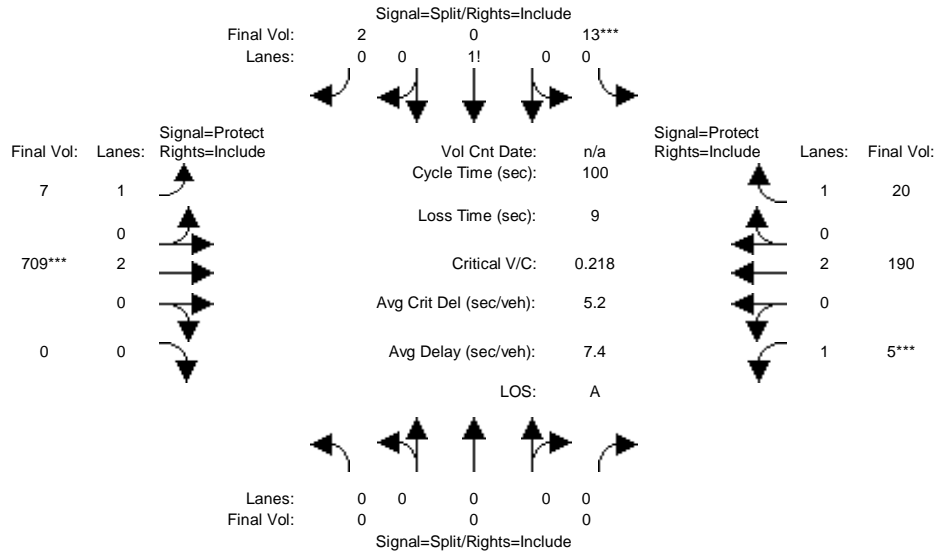 Signal=Split/Rights=Include
Final Vol: 2 0 13***
Lanes: 0 0 1! 0 0
Signal=Protect Signal=Protect
Final Vol: Lanes: Rights=Include Vol Cnt Date: n/a Rights=Include Lanes: Final Vol:
Cycle Time (sec): 100
7 1 1 20
Loss Time (sec): 9
0 0
709*** 2 Critical V/C: 0.218 2 190
0 Avg Crit Del (sec/veh): 5.2 0
0 0 Avg Delay (sec/veh): 7.4 1 5***
LOS: A
Lanes: 0 0 0 0 0
Final Vol: 0 0 0
Signal=Split/Rights=Include